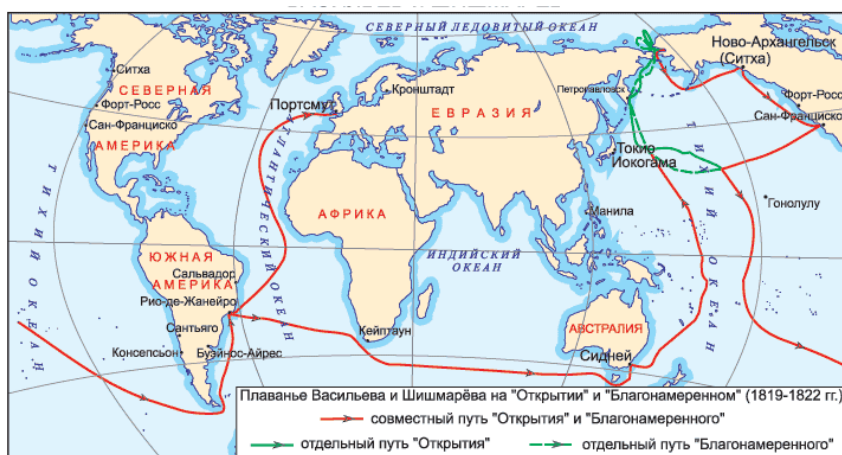 СЕВЕРНЫЙ ЛЕДОВИТЫЙ ОКЕАН
Ново-Архангельск
(Ситха)
Ситха
СЕВЕРНАЯ
Форт-Росс
Сан-Франциско
АМЕРИКА
Портсмут
Кронштадт
ЕВРАЗИЯ
Петропавловск
Форт-Росс
Сан-Франциско
Токио
Иокогама
ТИХИЙ ОКЕАН
АТЛАНТИЧЕСКИЙ ОКЕАН
АФРИКА
Манила
ТИХИЙ ОКЕАН
Гонолулу
ИНДИЙСКИЙ
ОКЕАН
ЮЖНАЯ
Сальвадор
АМЕРИКА
Рио-де-Жанейро
Сантьяго
Консепсьон
Буэйнос-Айрес
Кейптаун
АВСТРАЛИЯ
Сидней
Плаванье Васильева и Шишмарёва на "Открытии" и "Благонамеренном" (1819-1822 гг.)
совместный путь "Открытия" и "Благонамеренного"
отдельный путь "Открытия"
отдельный путь "Благонамеренного"